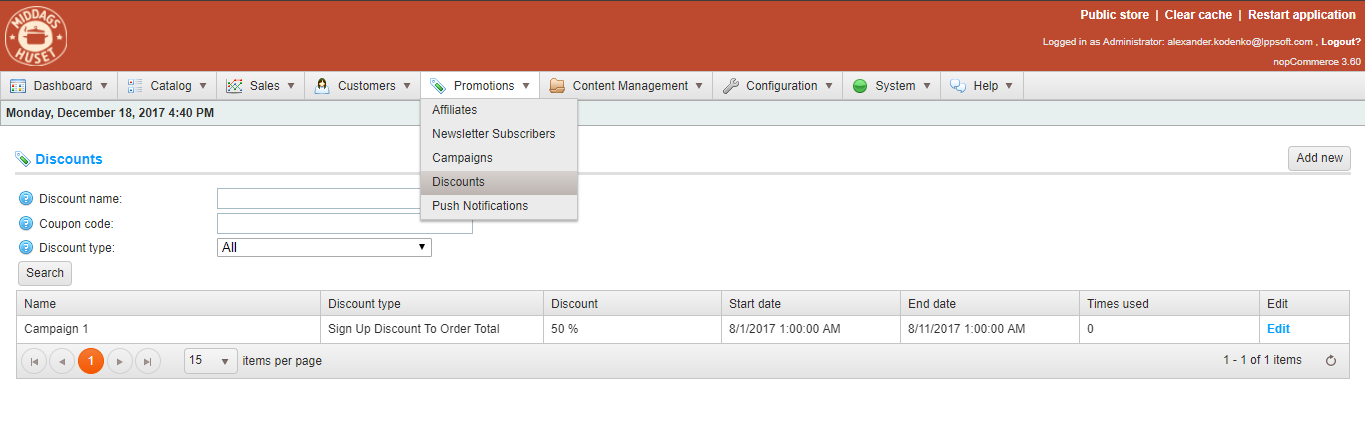 MIDDAGS HUSET
Public store | Clear cache | Restart application
Logged in as Administrator: alexander.kodenko@lppsoft.com , Logout?
nopCommerce 3.60
Dashboard Catalog Sales Customers Promotions Content Management Configuration System Help
Monday, December 18, 2017 4:40 PM
Affiliates
Newsletter Subscribers
Campaigns
Discounts
Push Notifications
Discounts
Add new
Discount name:
Coupon code:
Discount type: All
Search
Name Discount type Discount Start date End date Times used Edit
Campaign 1 Sign Up Discount To Order Total 50 % 8/1/2017 1:00:00 AM 8/11/2017 1:00:00 AM 0 Edit
1 15 items per page 1 - 1 of 1 items